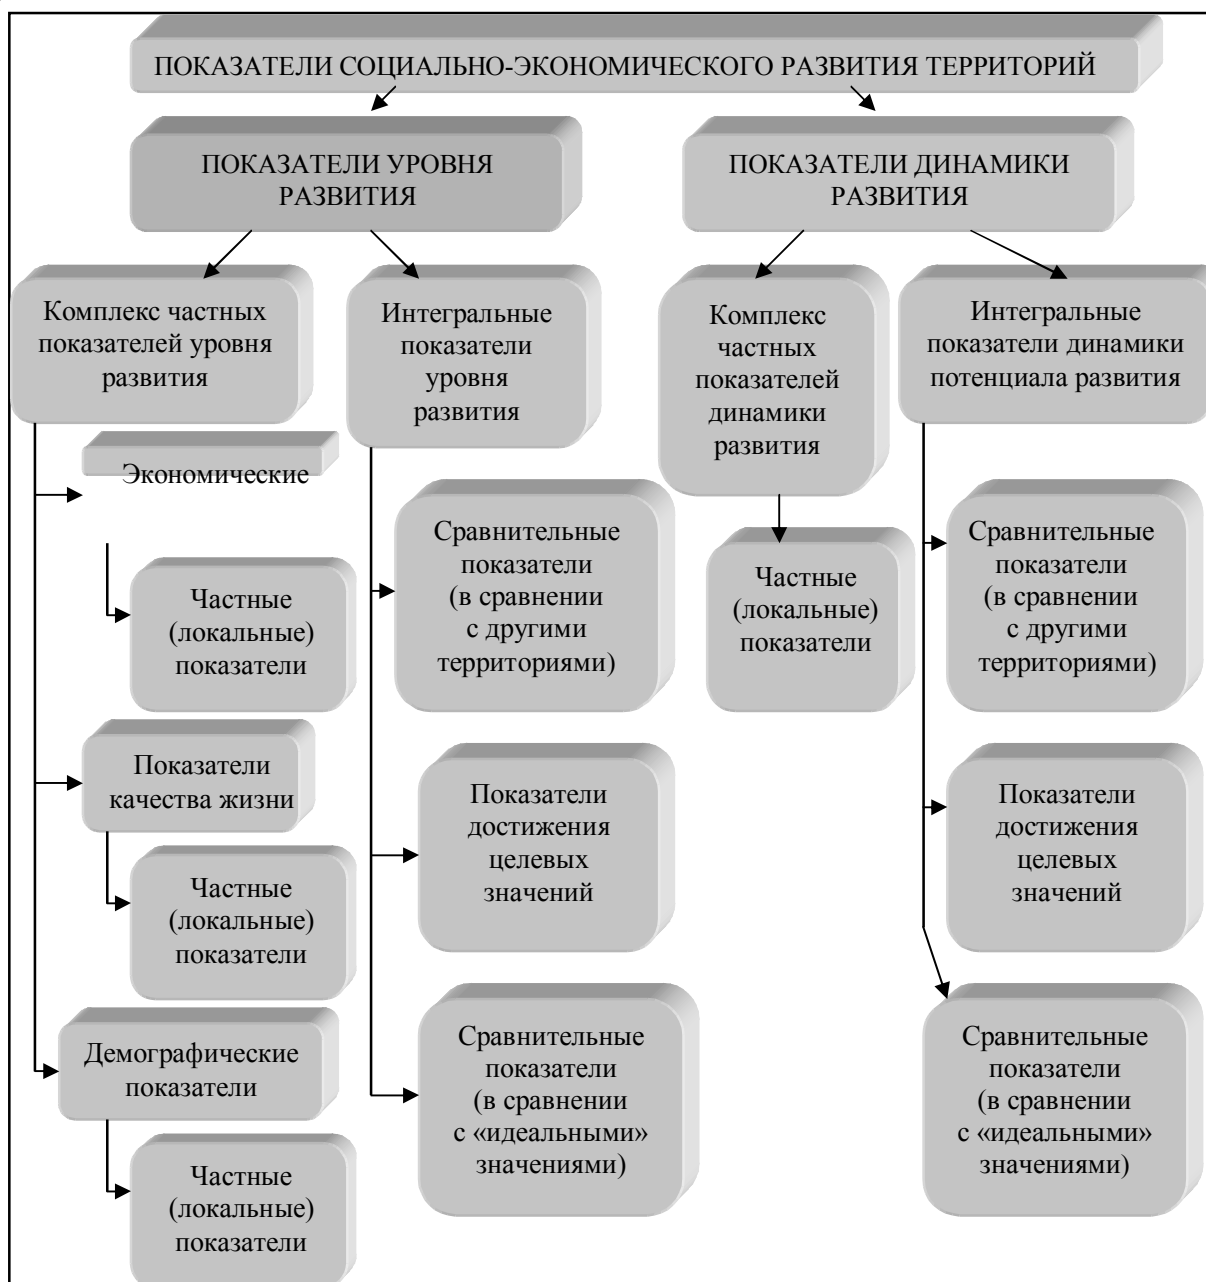 ПОКАЗАТЕЛИ СОЦИАЛЬНО-ЭКОНОМИЧЕСКОГО РАЗВИТИЯ ТЕРРИТОРИЙ
ПОКАЗАТЕЛИ УРОВНЯ
РАЗВИТИЯ
ПОКАЗАТЕЛИ ДИНАМИКИ
РАЗВИТИЯ
Комплекс частных
показателей уровня
развития
Интегральные
показатели
уровня
развития
Комплекс
частных
показателей
динамики
развития
Интегральные
показатели динамики
потенциала развития
Экономические
Частные
(локальные)
показатели
Показатели
качества жизни
Частные
(локальные)
показатели
Демографические
показатели
Частные
(локальные)
показатели
Сравнительные
показатели
(в сравнении
с другими
территориями)
Показатели
достижения
целевых
значений
Сравнительные
показатели
(в сравнении
с «идеальными»
значениями)
Частные
(локальные)
показатели
Сравнительные
показатели
(в сравнении
с другими
территориями)
Показатели
достижения
целевых
значений
Сравнительные
показатели
(в сравнении
с «идеальными»
значениями)